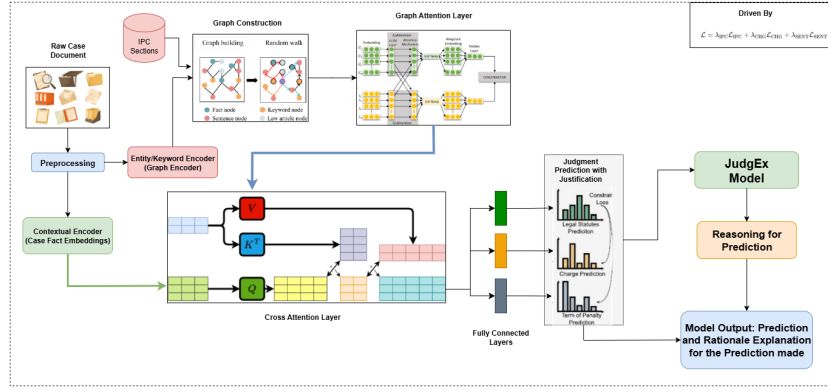 Raw Case
Document
IPC
Sections
Graph Construction
Graph building
Random walk
Fact node
Keyword node
Sentence node
Law article node
Graph Attention Layer
Embedding
Driven By
ℒ = λIPCℒIPC + λCHGℒCHG + λSENTℒSENT
Preprocessing
Entity/Keyword Encoder
(Graph Encoder)
Contextual Encoder
(Case Fact Embeddings)
V
K^T
Q
Cross Attention Layer
Fully Connected
Layers
Judgment
Prediction with
Justification
Constrain
Loss
Legal Statutes
Prediction
Charge Prediction
Term of Penalty
Prediction
JudgEx
Model
Reasoning for
Prediction
Model Output: Prediction
and Rationale Explanation
for the Prediction made